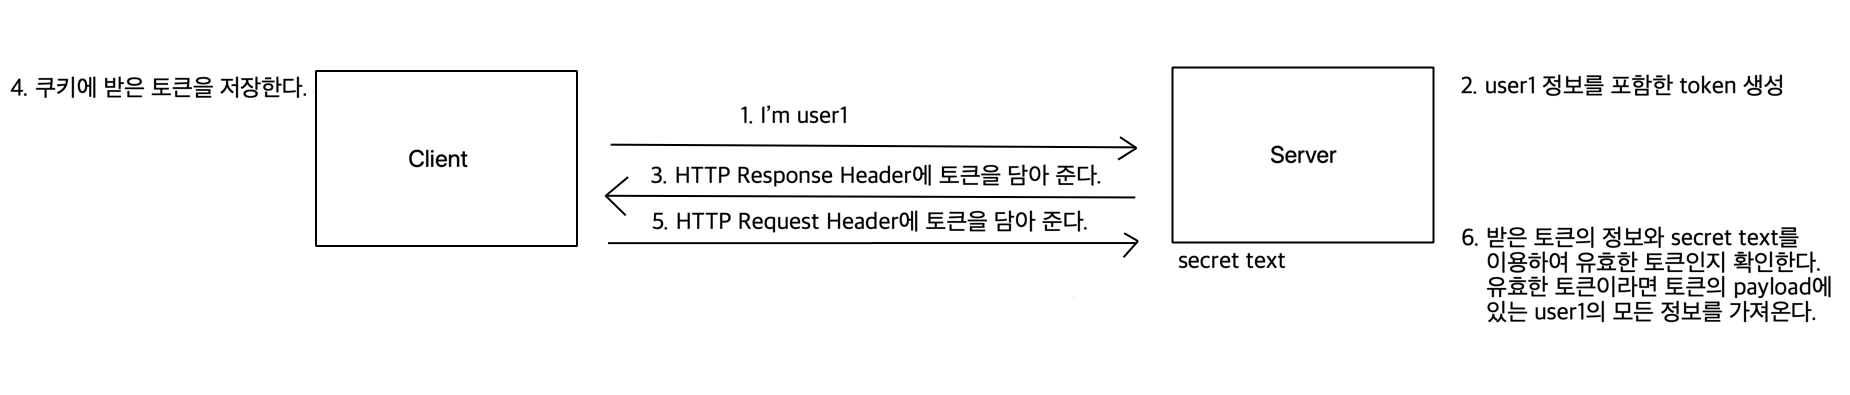 4. 쿠키에 받은 토큰을 저장한다.
Client
1. I’m user1
3. HTTP Response Header에 토큰을 담아 준다.
5. HTTP Request Header에 토큰을 담아 준다.
Server
secret text
2. user1 정보를 포함한 token 생성
6. 받은 토큰의 정보와 secret text를
이용하여 유효한 토큰인지 확인한다.
유효한 토큰이라면 토큰의 payload에
있는 user1의 모든 정보를 가져온다.